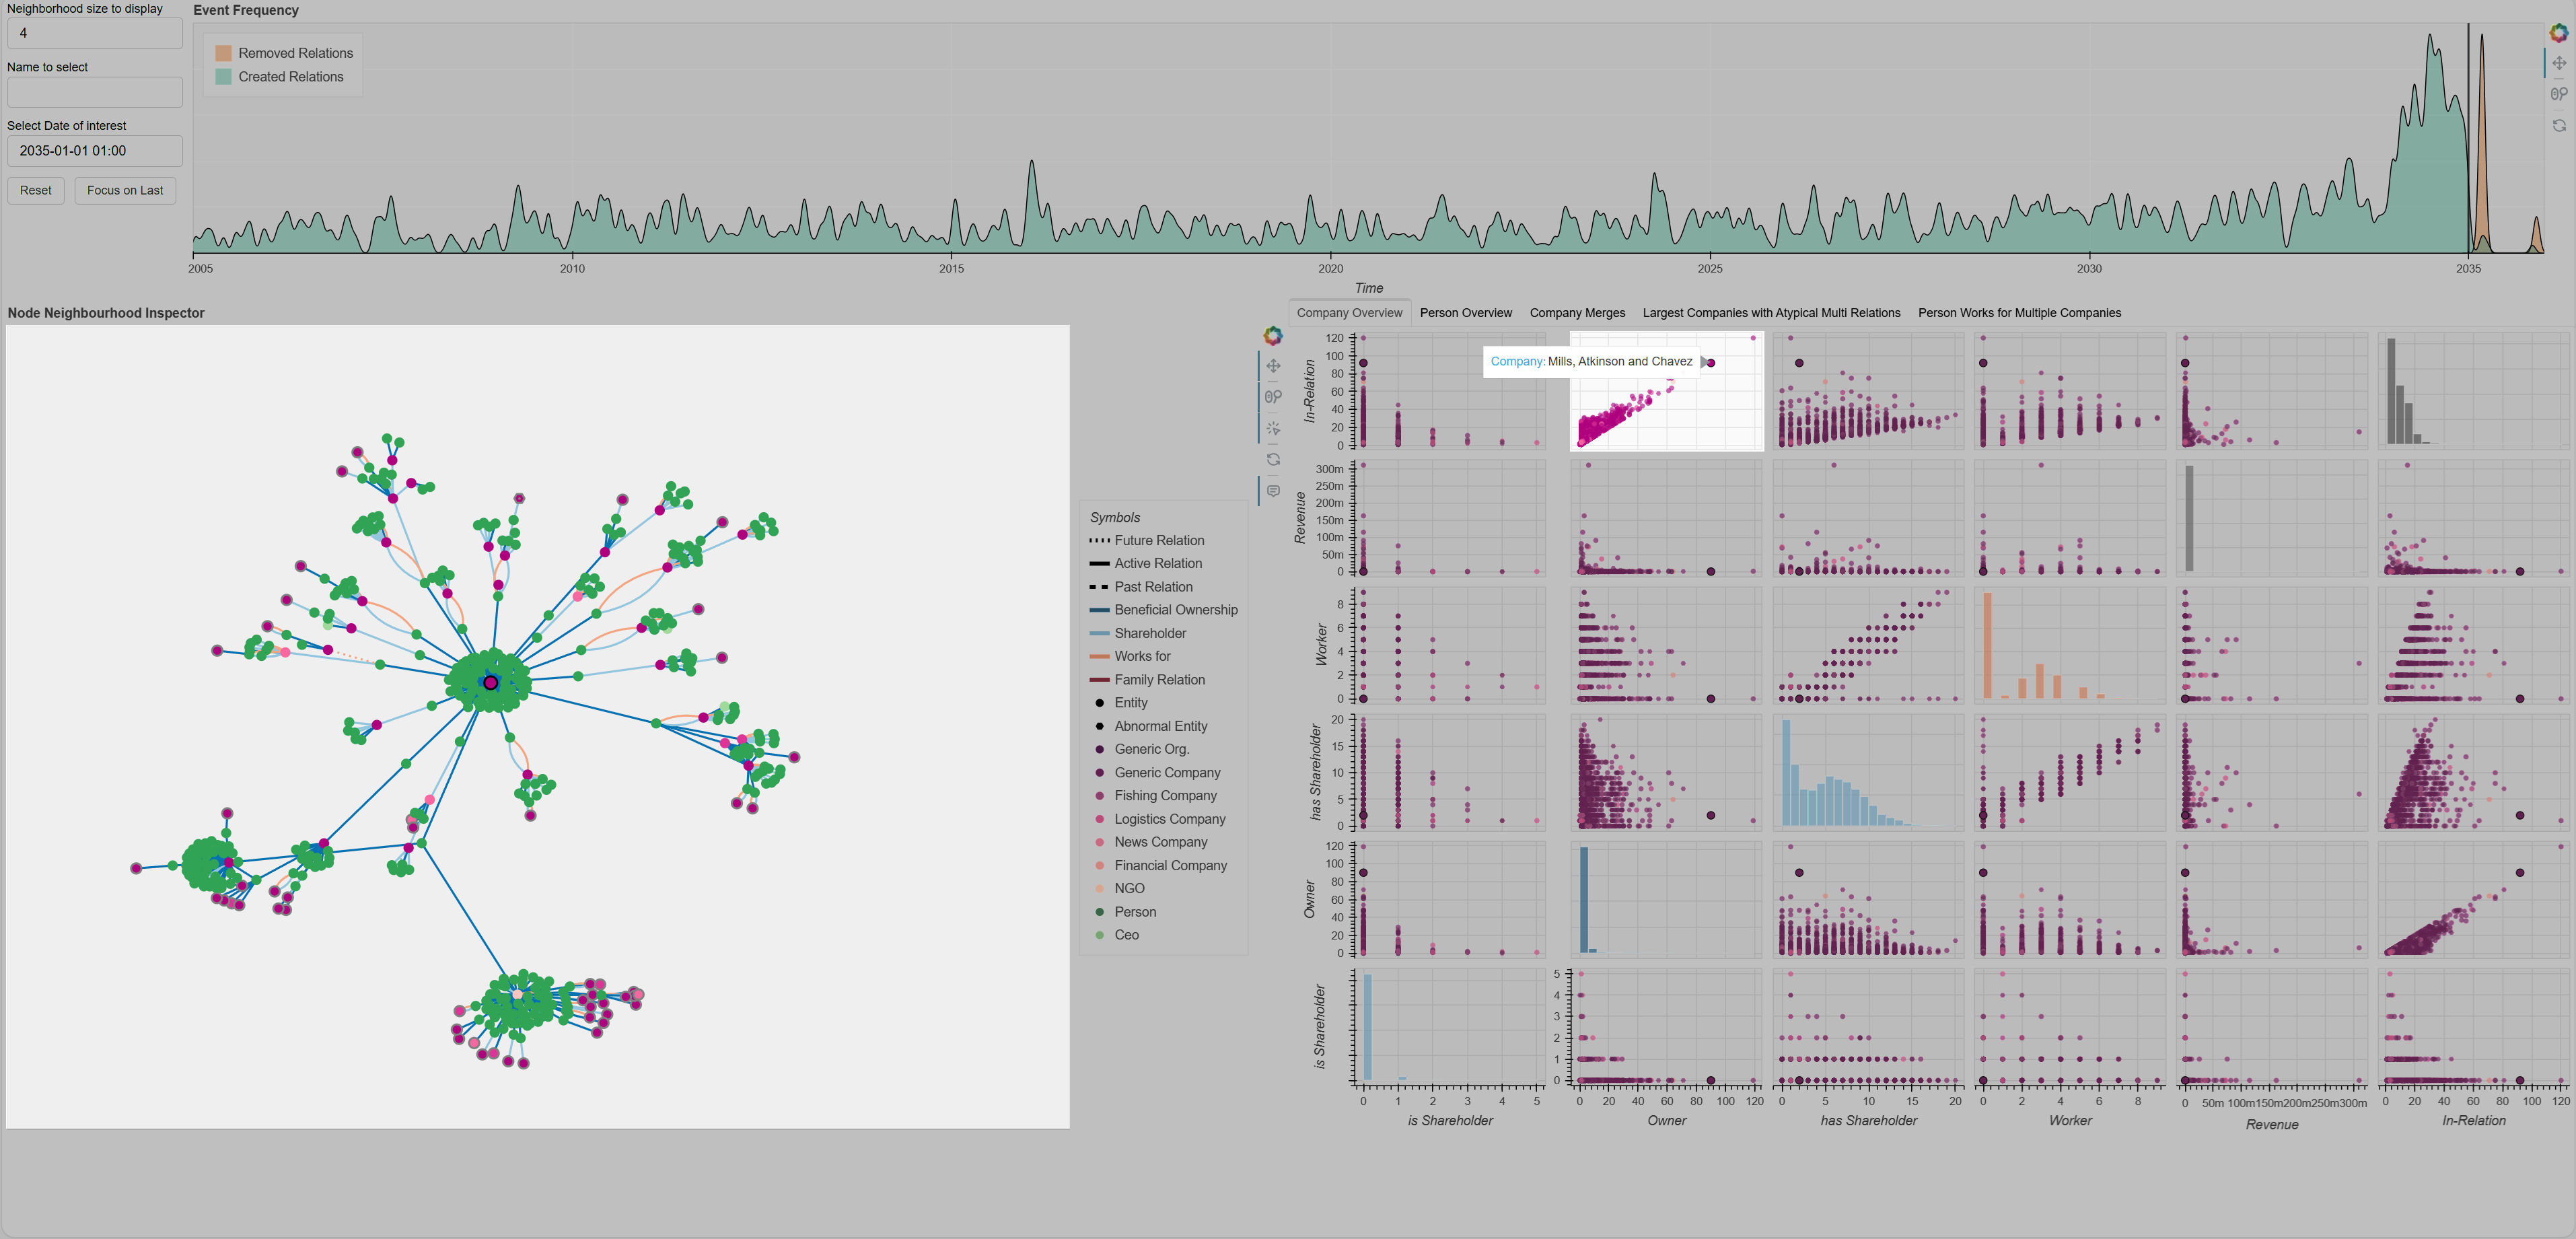 Neighborhood size to display
4
Name to select
Select Date of interest
2035-01-01 01:00
Reset
Focus on Last
Event Frequency
Removed Relations
Created Relations
2005
2010
2015
2020
2025
2030
2035
Time
Node Neighbourhood Inspector
Symbols
Future Relation
Active Relation
Past Relation
Beneficial Ownership
Shareholder
Works for
Family Relation
Entity
Abnormal Entity
Generic Org.
Generic Company
Fishing Company
Logistics Company
News Company
Financial Company
NGO
Person
Ceo
Company Overview
Person Overview
Company Merges
Largest Companies with Atypical Multi Relations
Person Works for Multiple Companies
Company: Mills, Atkinson and Chavez
In-Relation
120
100
80
60
40
20
0
Revenue
300m
250m
200m
150m
100m
50m
0
Worker
8
6
4
2
0
has Shareholder
20
15
10
5
0
Owner
120
100
80
60
40
20
0
is Shareholder
5
4
3
2
1
0
0 1 2 3 4 5
is Shareholder
0 20 40 60 80 100 120
Owner
0 5 10 15 20
has Shareholder
0 2 4 6 8
Worker
0 50m 100m150m200m250m300m
Revenue
0 20 40 60 80 100 120
In-Relation